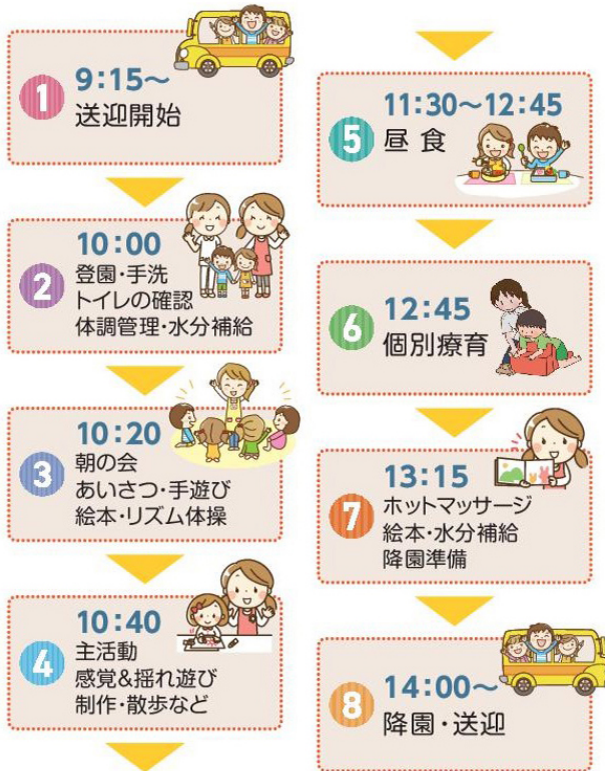 1
9:15〜
送迎開始
2
10:00
登園・手洗
トイレの確認
体調管理・水分補給
3
10:20
朝の会
あいさつ・手遊び
絵本・リズム体操
4
10:40
主活動
感覚&揺れ遊び
制作・散歩など
5
11:30〜12:45
昼 食
6
12:45
個別療育
7
13:15
ホットマッサージ
絵本・水分補給
降園準備
8
14:00〜
降園・送迎